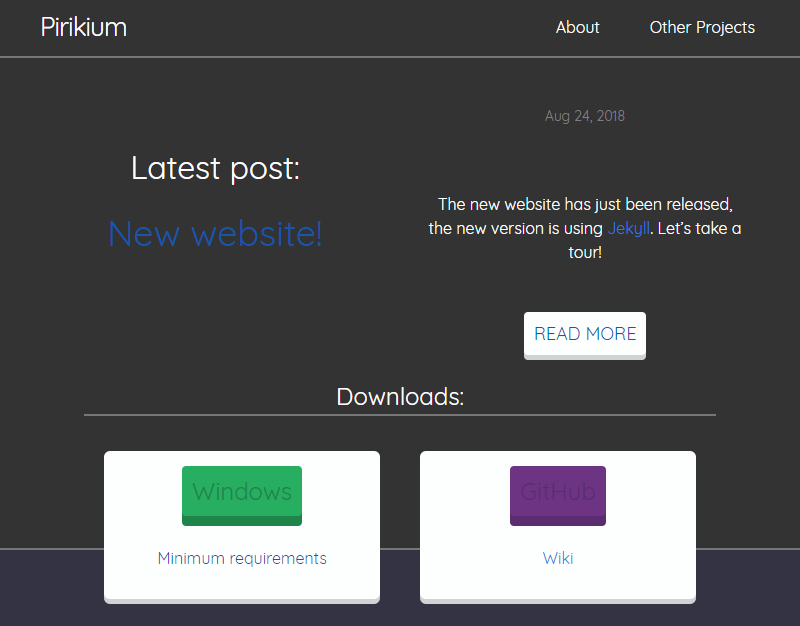 Pirikium
About
Other Projects
Latest post:
New website!
Aug 24, 2018
The new website has just been released,
the new version is using Jekyll. Let’s take a
tour!
READ MORE
Downloads:
Windows
Minimum requirements
GitHub
Wiki